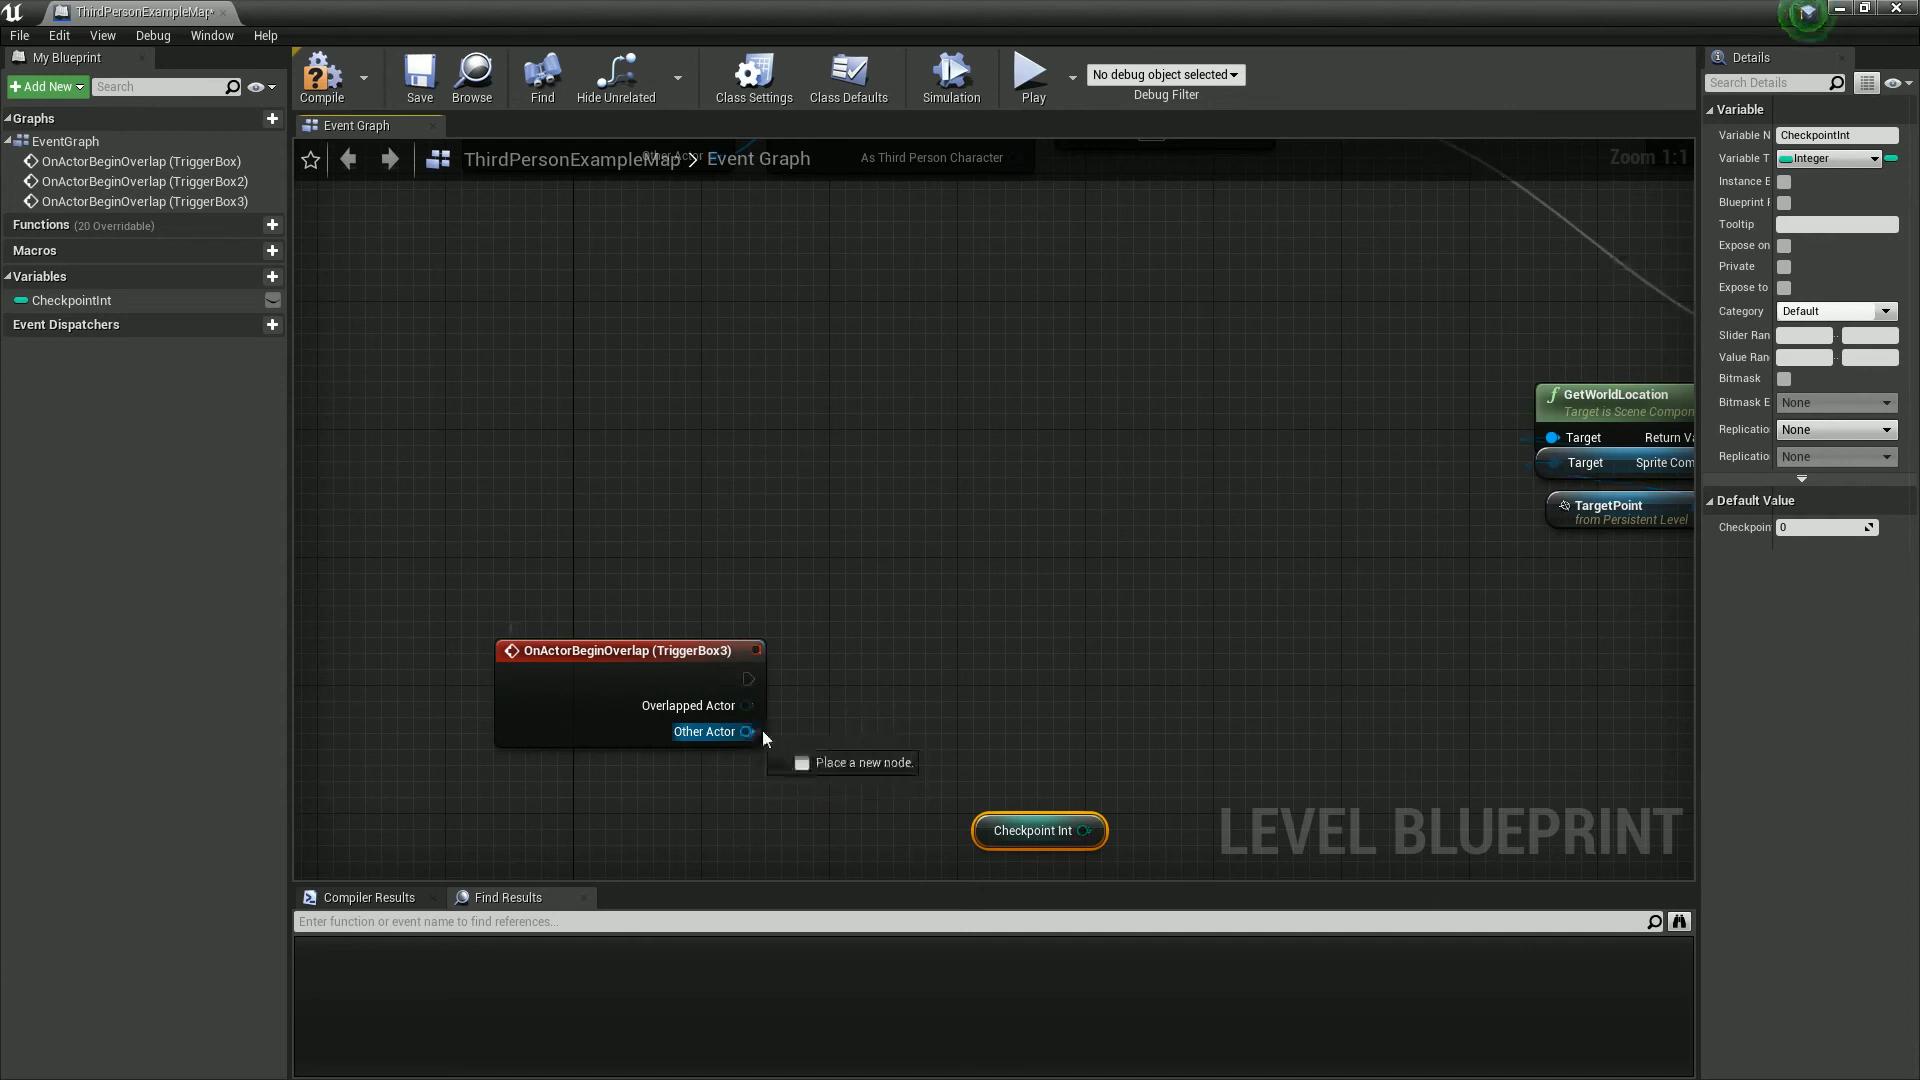 ThirdPersonExampleMap*
File Edit View Debug Window Help
My Blueprint
Add New Search
Graphs
EventGraph
OnActorBeginOverlap (TriggerBox)
OnActorBeginOverlap (TriggerBox2)
OnActorBeginOverlap (TriggerBox3)
Functions (20 Overridable)
Macros
Variables
CheckpointInt
Event Dispatchers
Compile Save Browse Find Hide Unrelated Class Settings Class Defaults Simulation Play
No debug object selected
Debug Filter
Event Graph
ThirdPersonExampleMap > Event Graph
Zoom 1:1
Other Actor As Third Person Character
GetWorldLocation
Target is Scene Compon
Target Return Va
Target Sprite Com
TargetPoint
from Persistent Level
OnActorBeginOverlap (TriggerBox3)
Overlapped Actor
Other Actor
Place a new node.
Checkpoint Int
LEVEL BLUEPRINT
Compiler Results Find Results
Enter function or event name to find references...
Details
Search Details
Variable
Variable N CheckpointInt
Variable T Integer
Instance E
Blueprint F
Tooltip
Expose on
Private
Expose to
Category Default
Slider Ran
Value Ran
Bitmask
Bitmask E None
Replicatio None
Replicatio None
Default Value
Checkpoin 0